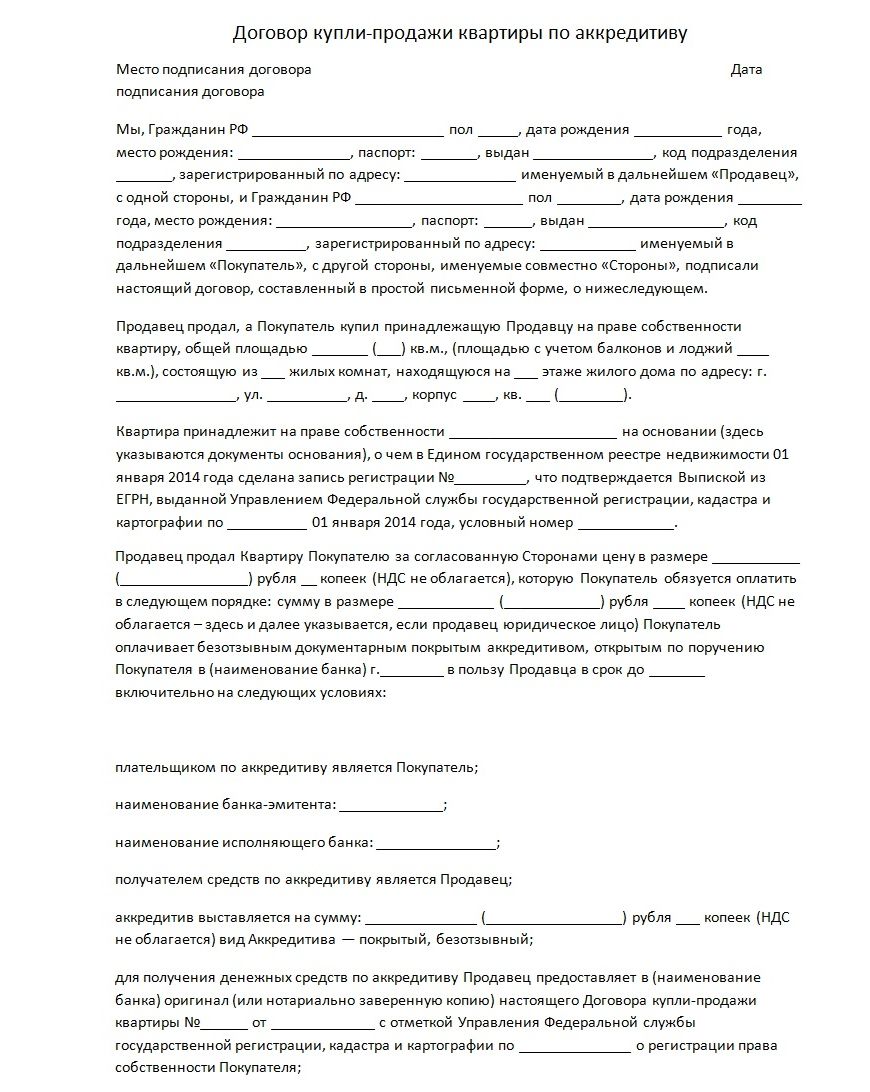 Договор купли-продажи квартиры по аккредитиву
Место подписания договора Дата
подписания договора
Мы, Гражданин РФ ________________________ пол _____, дата рождения ___________ года,
место рождения: ______________, паспорт: _______, выдан _______________, код подразделения
_______, зарегистрированный по адресу: ______________ именуемый в дальнейшем «Продавец»,
с одной стороны, и Гражданин РФ _____________________ пол ________, дата рождения ________
года, место рождения: _________________, паспорт: ______, выдан _________________, код
подразделения __________, зарегистрированный по адресу: ____________ именуемый в
дальнейшем «Покупатель», с другой стороны, именуемые совместно «Стороны», подписали
настоящий договор, составленный в простой письменной форме, о нижеследующем.
Продавец продал, а Покупатель купил принадлежащую Продавцу на праве собственности
квартиру, общей площадью _______ (___) кв.м., (площадью с учетом балконов и лоджий ____
кв.м.), состоящую из ___ жилых комнат, находящуюся на ___ этаже жилого дома по адресу: г.
_______________, ул. __________, д. ____, корпус ____, кв. ___ (________).
Квартира принадлежит на праве собственности _____________________ на основании (здесь
указываются документы основания), о чем в Едином государственном реестре недвижимости 01
января 2014 года сделана запись регистрации №_________, что подтверждается Выпиской из
ЕГРН, выданной Управлением Федеральной службы государственной регистрации, кадастра и
картографии по __________ 01 января 2014 года, условный номер ____________.
Продавец продал Квартиру Покупателю за согласованную Сторонами цену в размере ___________
(________________) рубля __ копеек (НДС не облагается), которую Покупатель обязуется оплатить
в следующем порядке: сумму в размере ____________ (____________) рубля ____ копеек (НДС не
облагается – здесь и далее указывается, если продавец юридическое лицо) Покупатель
оплачивает безотзывным документарным покрытым аккредитивом, открытым по поручению
Покупателя в (наименование банка) г.________ в пользу Продавца в срок до _______
включительно на следующих условиях:
плательщиком по аккредитиву является Покупатель;
наименование банка-эмитента: _____________;
наименование исполняющего банка: _______________;
получателем средств по аккредитиву является Продавец;
аккредитив выставляется на сумму: ______________ (_________________) рубля ___ копеек (НДС
не облагается) вид Аккредитива — покрытый, безотзывный;
для получения денежных средств по аккредитиву Продавец предоставляет в (наименование
банка) оригинал (или нотариально заверенную копию) настоящего Договора купли-продажи
квартиры №______ от _____________ с отметкой Управления Федеральной службы
государственной регистрации, кадастра и картографии по ______________ о регистрации права
собственности Покупателя;